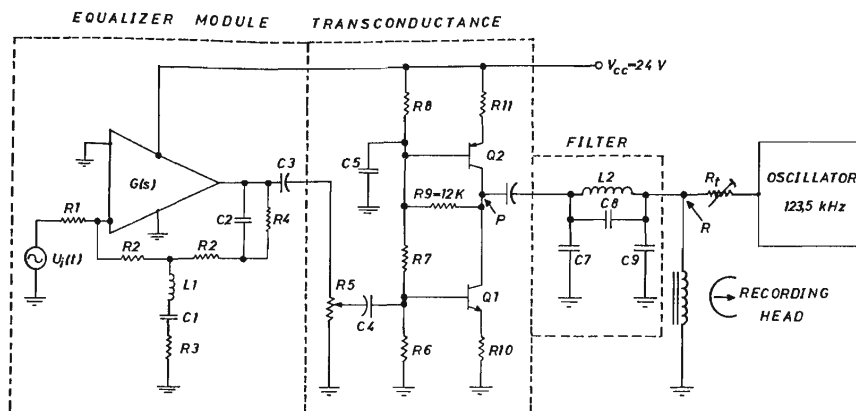 EQUALIZER MODULE
TRANSCONDUCTANCE
Vcc=24 V
R8
R11
FILTER
Q2
C5
G(s)
C3
R9=12K
P
L2
C8
Rt
OSCILLATOR
123,5 kHz
R
R1
C2
R4
Ui(t)
R2
R2
R7
C7
C9
L1
R5
C4
Q1
RECORDING
HEAD
C1
R3
R6
R10